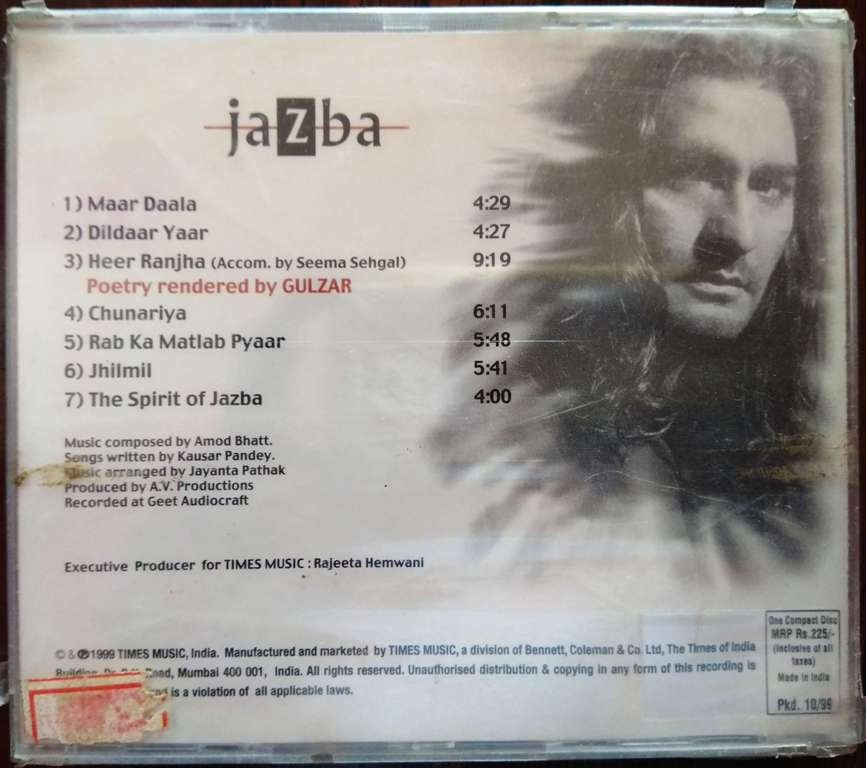 jazba
1) Maar Daala 4:29
2) Dildaar Yaar 4:27
3) Heer Ranjha (Accom. by Seema Sehgal) 9:19
Poetry rendered by GULZAR
4) Chunariya 6:11
5) Rab Ka Matlab Pyaar 5:48
6) Jhilmil 5:41
7) The Spirit of Jazba 4:00
Music composed by Amod Bhatt.
Songs written by Kausar Pandey.
Music arranged by Jayanta Pathak
Produced by A.V. Productions
Recorded at Geet Audiocraft
Executive Producer for TIMES MUSIC : Rajeeta Hemwani
© & ℗ 1999 TIMES MUSIC, India. Manufactured and marketed by TIMES MUSIC, a division of Bennett, Coleman & Co. Ltd, The Times of India
Building, Dr. Road, Mumbai 400 001, India. All rights reserved. Unauthorised distribution & copying in any form of this recording is
is a violation of all applicable laws.
One Compact Disc
MRP Rs.225/-
(Inclusive of all
taxes)
Made in India
Pkd. 10/99